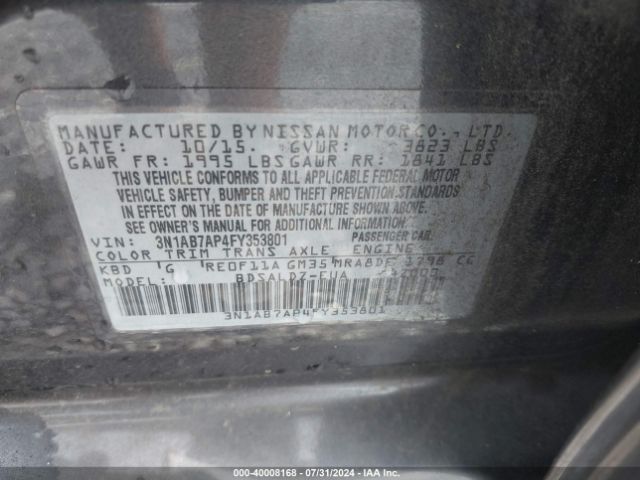 MANUFACTURED BY NISSAN MOTOR CO., LTD.
DATE: 10/15. GVWR: 3823 LBS
GAWR FR: 1995 LBS GAWR RR: 1841 LBS
THIS VEHICLE CONFORMS TO ALL APPLICABLE FEDERAL MOTOR
VEHICLE SAFETY, BUMPER AND THEFT PREVENTION STANDARDS
IN EFFECT ON THE DATE OF MANUFACTURE SHOWN ABOVE.
SEE OWNER'S MANUAL FOR ADDITIONAL INFORMATION
VIN: 3N1AB7AP4FY353801 PASSENGER CAR
COLOR TRIM TRANS AXLE ENGINE
KBD G RE0F11A GM35 MRA8DE 1798 CC
MODEL: BDSALDZ-EUA
3N1AB7AP4FY353801
000-40008168 - 07/31/2024 - IAA Inc.